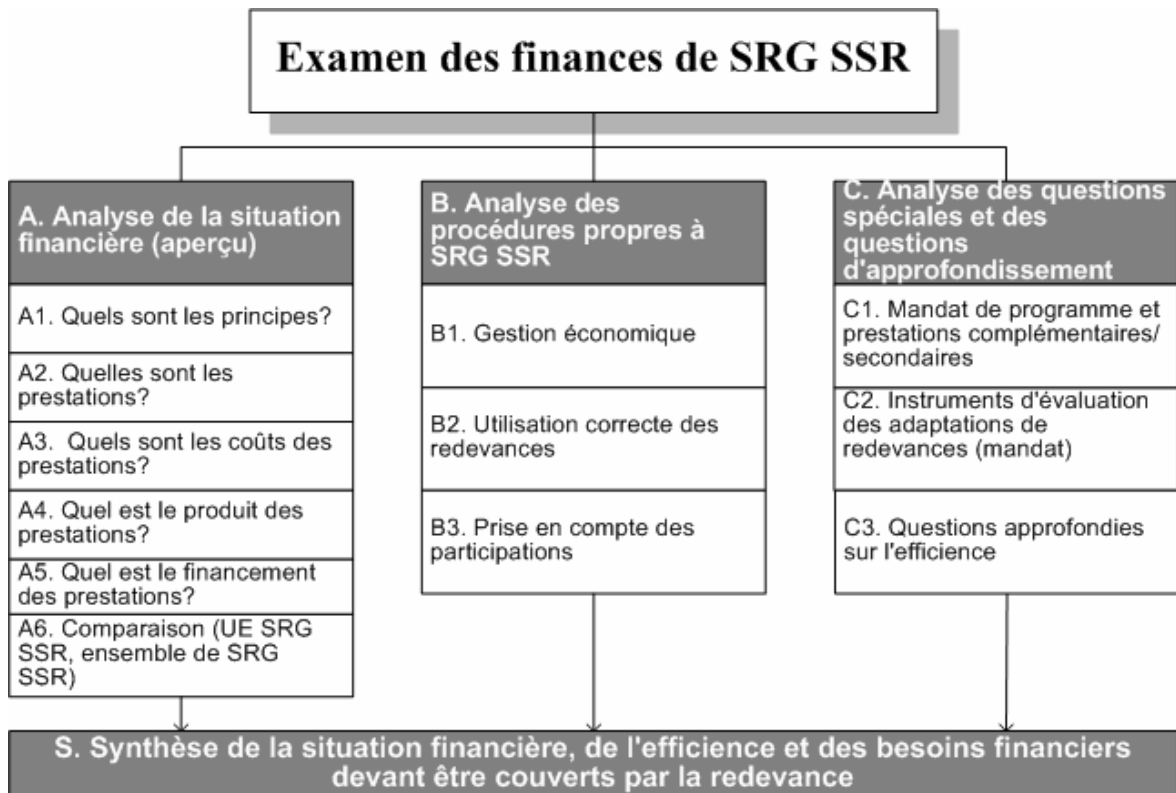 Examen des finances de SRG SSR
A. Analyse de la situation
financière (aperçu)
A1. Quels sont les principes?
A2. Quelles sont les
prestations?
A3. Quels sont les coûts des
prestations?
A4. Quel est le produit des
prestations?
A5. Quel est le financement
des prestations?
A6. Comparaison (UE SRG
SSR, ensemble de SRG
SSR)
B. Analyse des
procédures propres à
SRG SSR
B1. Gestion économique
B2. Utilisation correcte des
redevances
B3. Prise en compte des
participations
C. Analyse des questions
spéciales et des
questions
d'approfondissement
C1. Mandat de programme et
prestations complémentaires/
secondaires
C2. Instruments d'évaluation
des adaptations de
redevances (mandat)
C3. Questions approfondies
sur l'efficience
S. Synthèse de la situation financière, de l'efficience et des besoins financiers
devant être couverts par la redevance